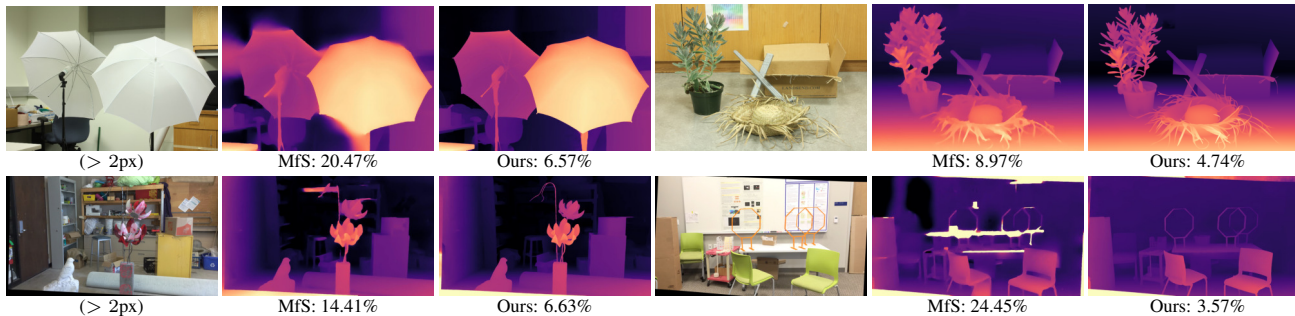 (> 2px) MfS: 20.47% Ours: 6.57% MfS: 8.97% Ours: 4.74%
(> 2px) MfS: 14.41% Ours: 6.63% MfS: 24.45% Ours: 3.57%